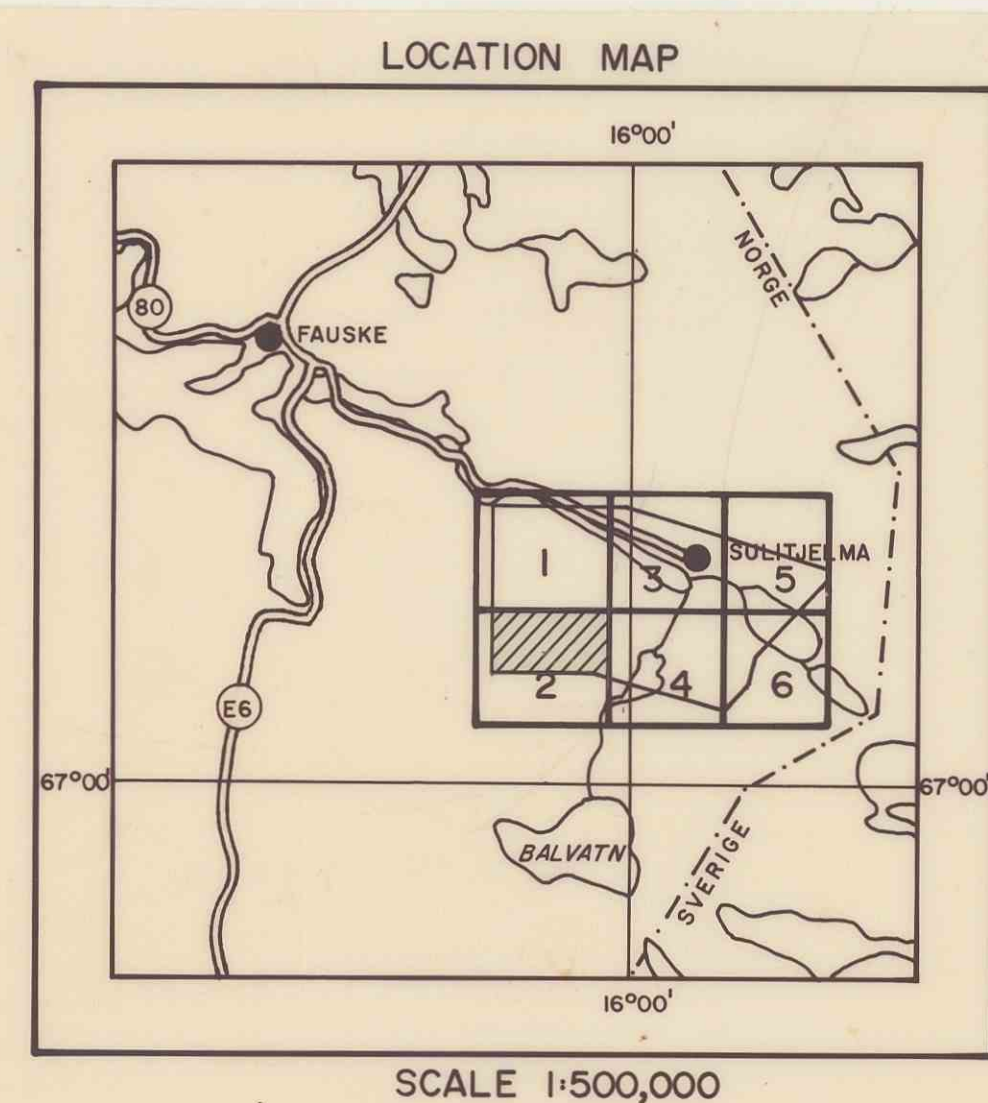 LOCATION MAP
16°00'
NORGE
80
FAUSKE
SULITJELMA
1
3
5
2
4
6
E6
67°00'
67°00'
BALVATN
SVERIGE
16°00'
SCALE 1:500,000